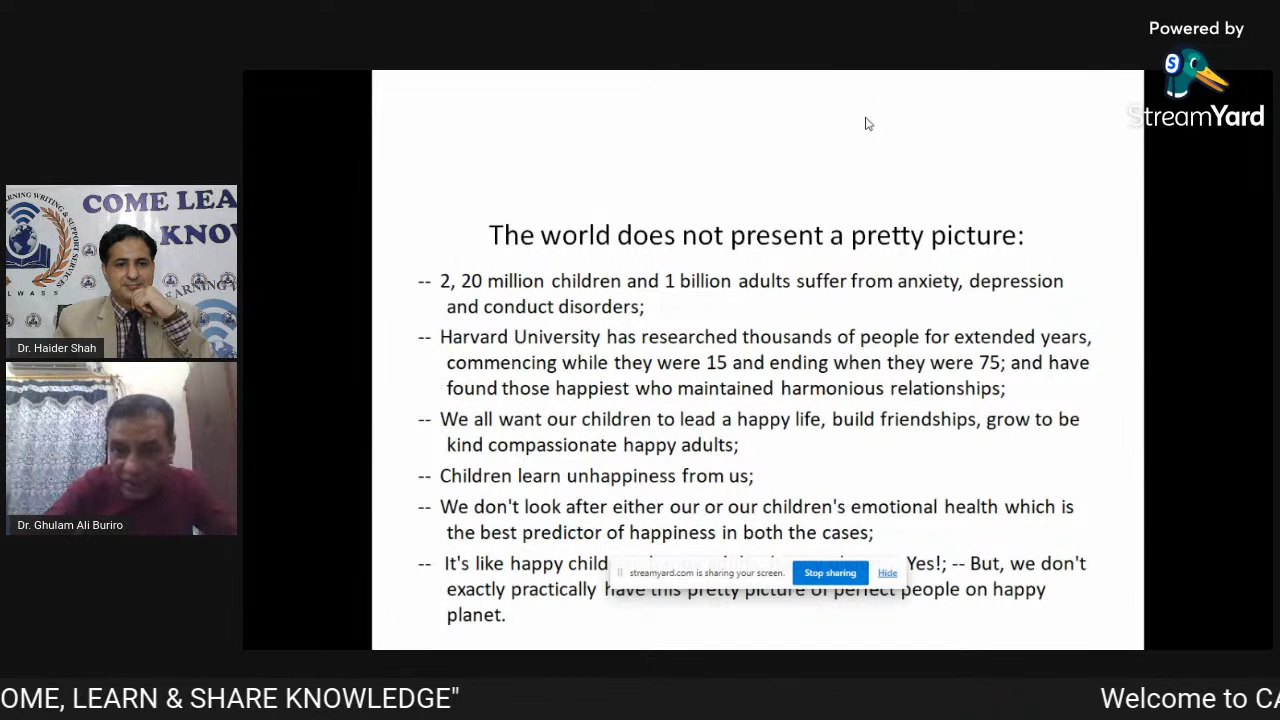 Powered by
S
StreamYard
COME LEA
KNOW
LEARNING WRITING & SUPPORT SERVICE
LWASS
Dr. Haider Shah
Dr. Ghulam Ali Buriro
The world does not present a pretty picture:
-- 2, 20 million children and 1 billion adults suffer from anxiety, depression
and conduct disorders;
-- Harvard University has researched thousands of people for extended years,
commencing while they were 15 and ending when they were 75; and have
found those happiest who maintained harmonious relationships;
-- We all want our children to lead a happy life, build friendships, grow to be
kind compassionate happy adults;
-- Children learn unhappiness from us;
-- We don't look after either our or our children's emotional health which is
the best predictor of happiness in both the cases;
-- It's like happy child Yes!; -- But, we don't
streamyard.com is sharing your screen. Stop sharing Hide
exactly practically have this pretty picture of perfect people on happy
planet.
OME, LEARN & SHARE KNOWLEDGE" Welcome to CA